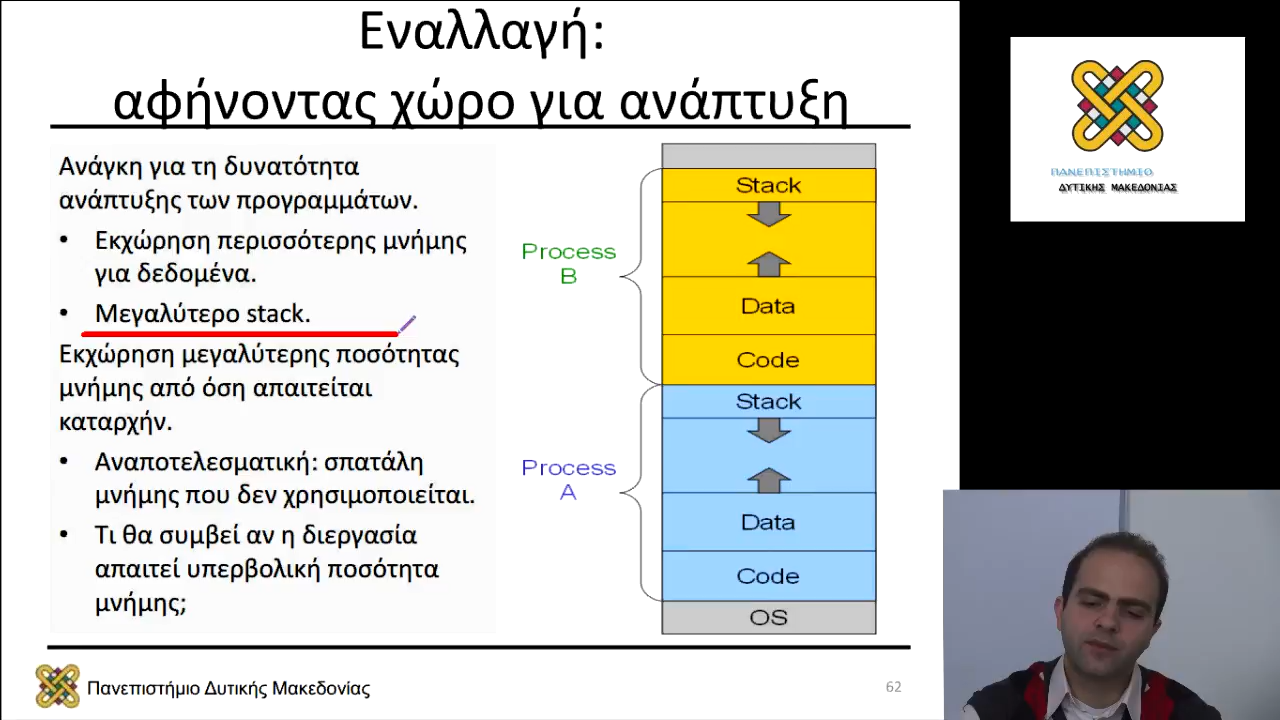 Εναλλαγή:
αφήνοντας χώρο για ανάπτυξη
Ανάγκη για τη δυνατότητα
ανάπτυξης των προγραμμάτων.
• Εκχώρηση περισσότερης μνήμης
για δεδομένα.
• Μεγαλύτερο stack.
Εκχώρηση μεγαλύτερης ποσότητας
μνήμης από όση απαιτείται
καταρχήν.
• Αναποτελεσματική: σπατάλη
μνήμης που δεν χρησιμοποιείται.
• Τι θα συμβεί αν η διεργασία
απαιτεί υπερβολική ποσότητα
μνήμης;
Process
B
Stack
Data
Code
Process
A
Stack
Data
Code
OS
Πανεπιστήμιο Δυτικής Μακεδονίας
62
ΠΑΝΕΠΙΣΤΗΜΙΟ
ΔΥΤΙΚΗΣ ΜΑΚΕΔΟΝΙΑΣ